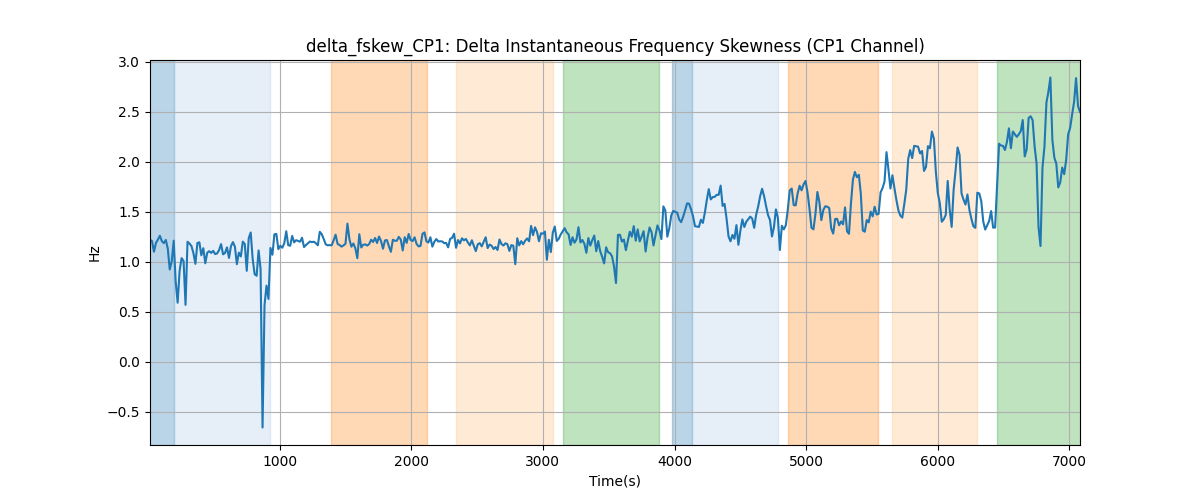 delta_fskew_CP1: Delta Instantaneous Frequency Skewness (CP1 Channel)
3.0
2.5
2.0
1.5
1.0
0.5
0.0
−0.5
Hz
1000 2000 3000 4000 5000 6000 7000
Time(s)